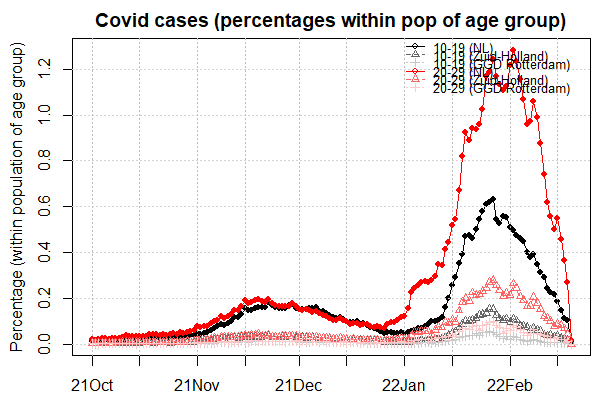 Covid cases (percentages within pop of age group)
Percentage (within population of age group)
1.2
1.0
0.8
0.6
0.4
0.2
0.0
10-19 (NL)
10-19 (Zuid-Holland)
10-19 (GGD Rotterdam)
20-29 (NL)
20-29 (Zuid-Holland)
20-29 (GGD Rotterdam)
21Oct 21Nov 21Dec 22Jan 22Feb